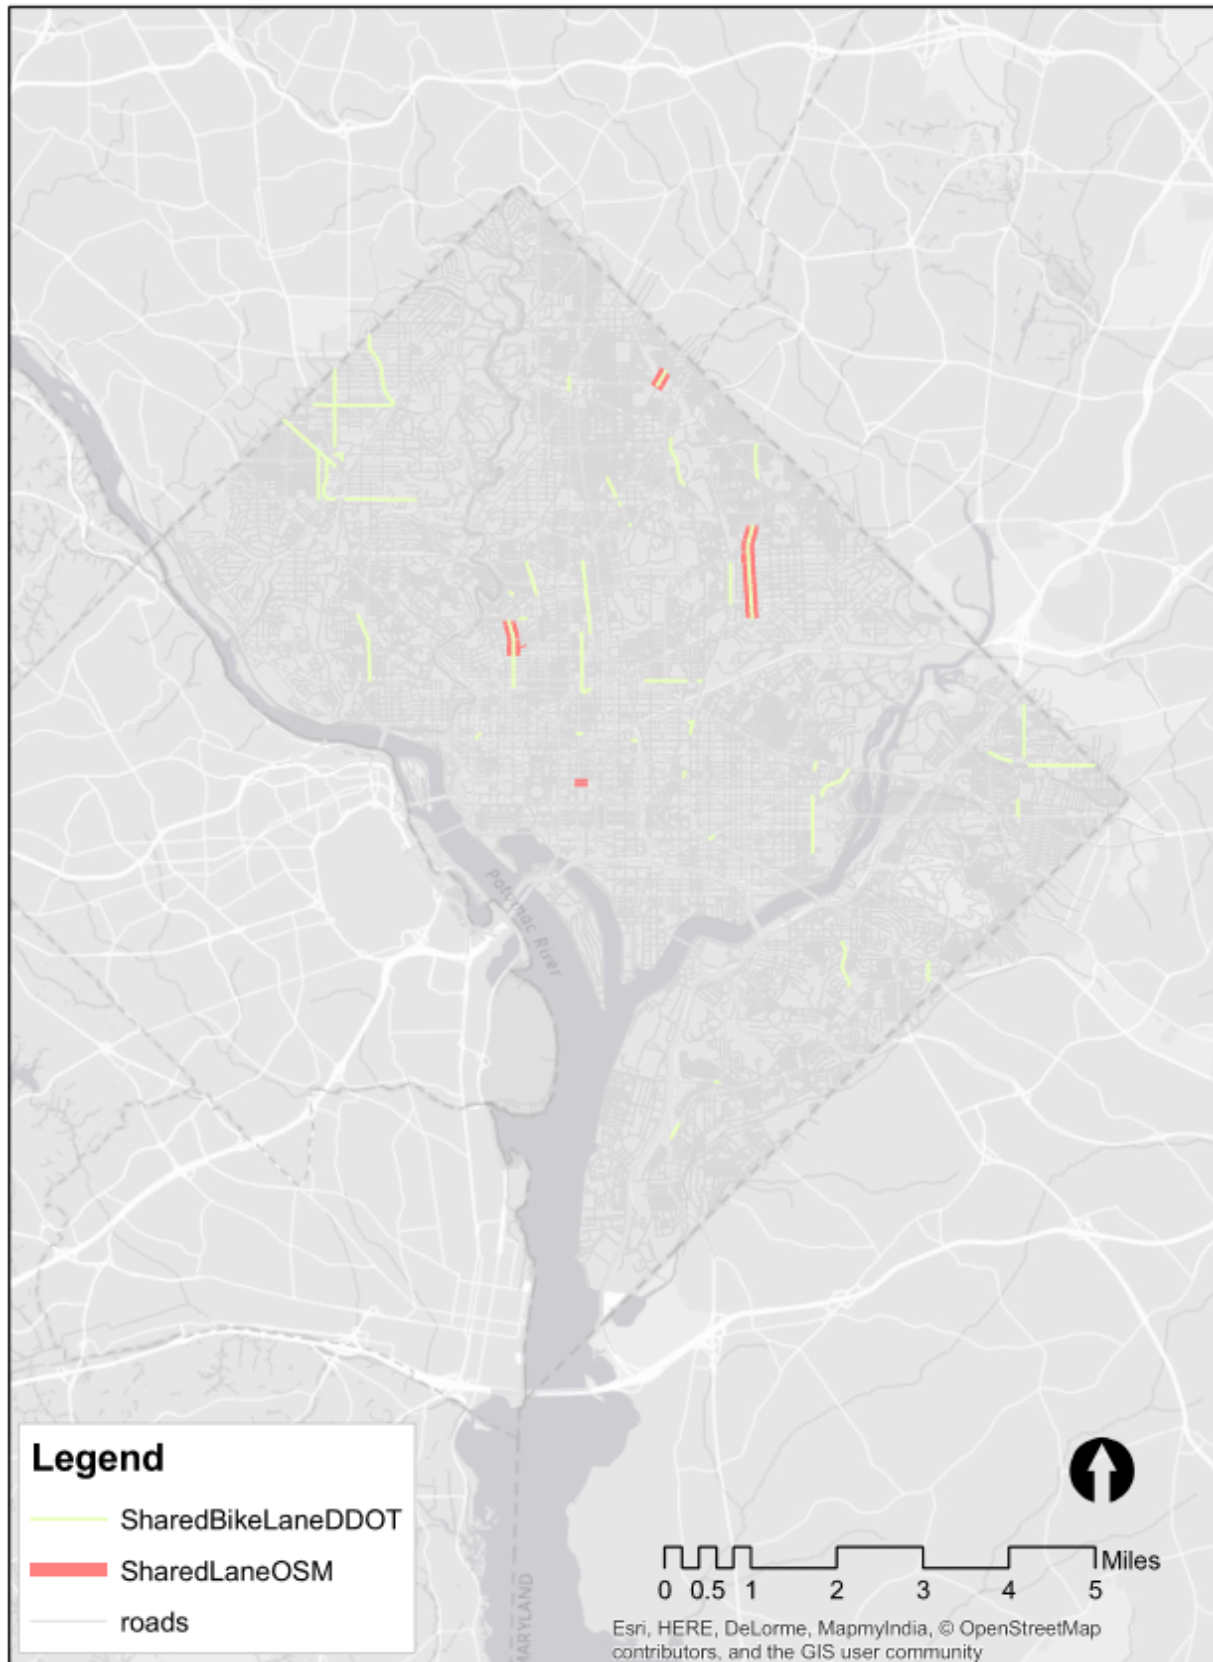 Potomac River
Legend
SharedBikeLaneDDOT
SharedLaneOSM
roads
MARYLAND
Miles
0 0.5 1 2 3 4 5
Esri, HERE, DeLorme, MapmyIndia, © OpenStreetMap
contributors, and the GIS user community